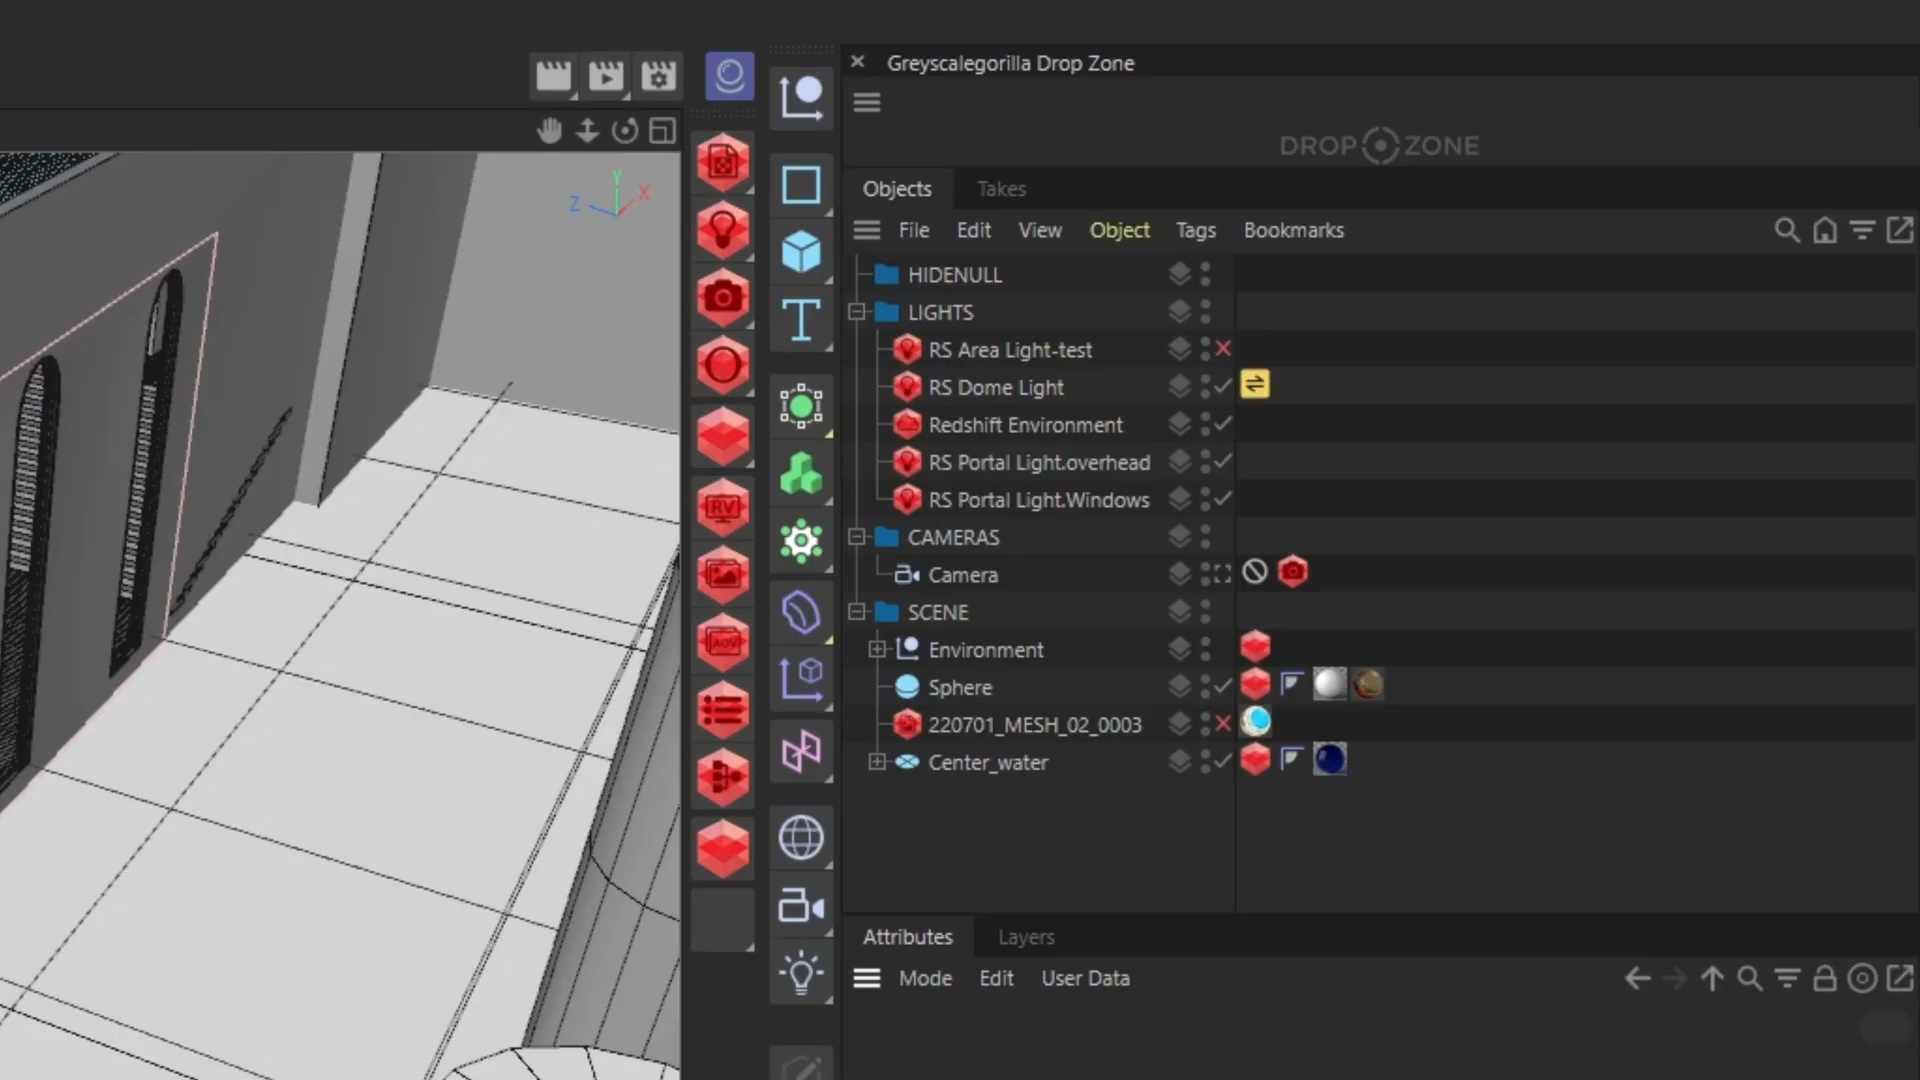 Greyscalegorilla Drop Zone
DROP ZONE
Objects Takes
File Edit View Object Tags Bookmarks
HIDENULL
LIGHTS
RS Area Light-test
RS Dome Light
Redshift Environment
RS Portal Light.overhead
RS Portal Light.Windows
CAMERAS
Camera
SCENE
Environment
Sphere
220701_MESH_02_0003
Center_water
Attributes Layers
Mode Edit User Data
Y
X
Z
RV
AOV